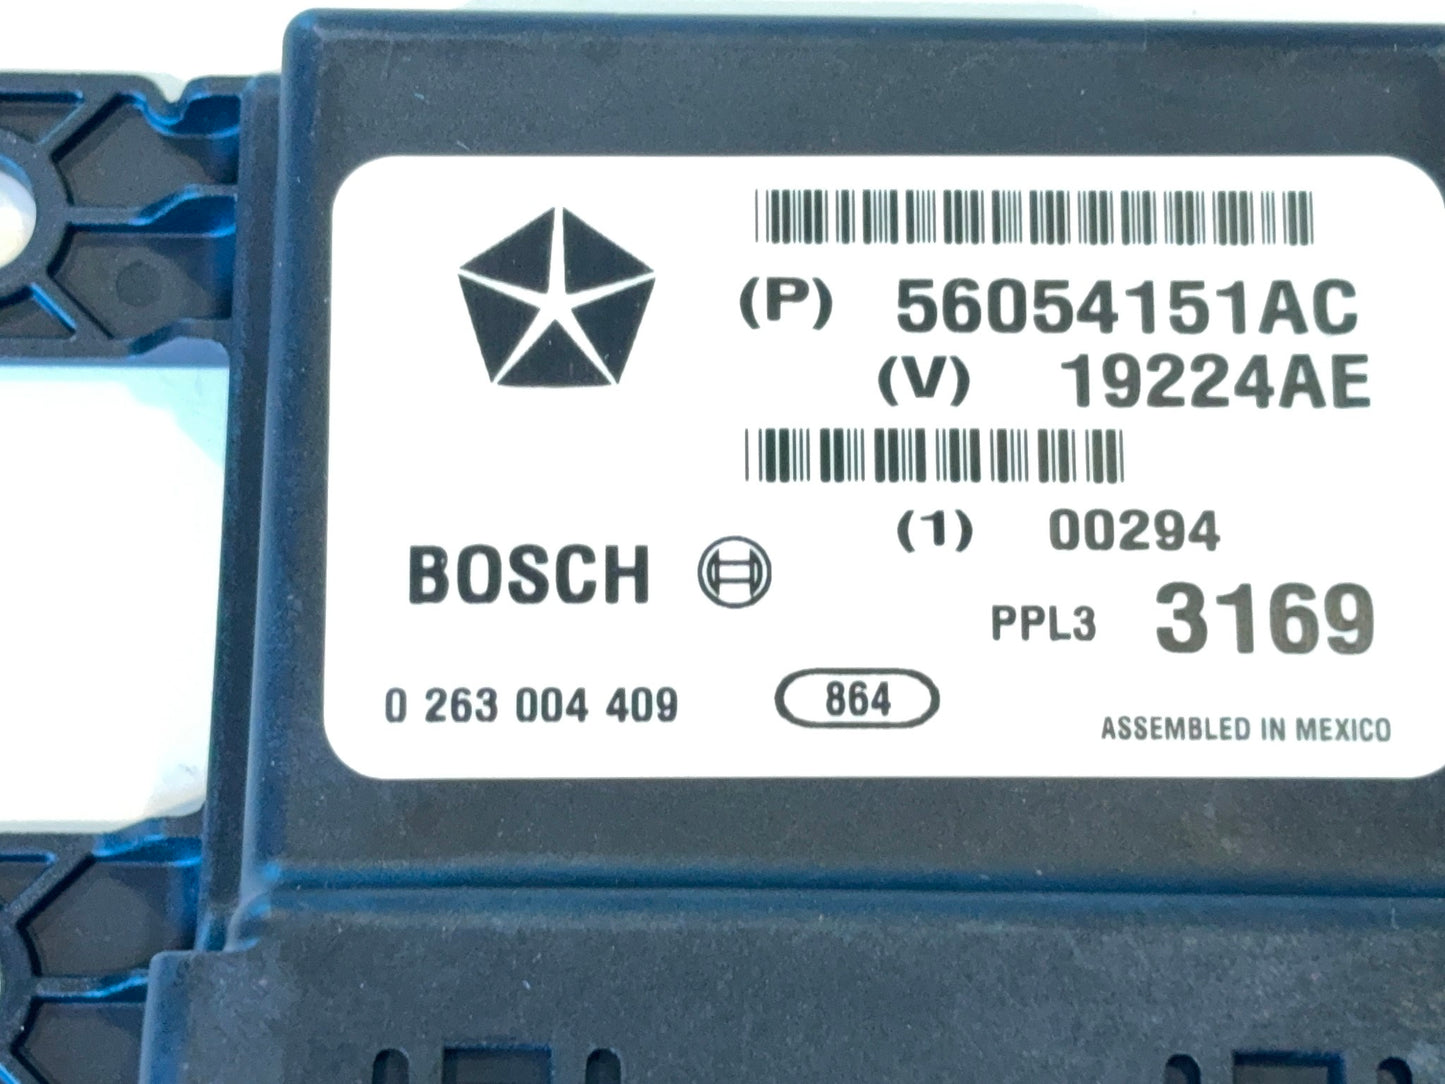 (P) 56054151AC
(V) 19224AE
(1) 00294
BOSCH
PPL3 3169
0 263 004 409
864
ASSEMBLED IN MEXICO